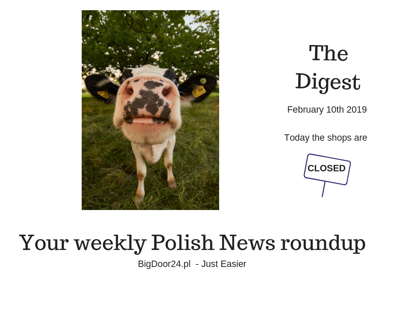 The
Digest
February 10th 2019
Today the shops are
CLOSED
Your weekly Polish News roundup
BigDoor24.pl - Just Easier